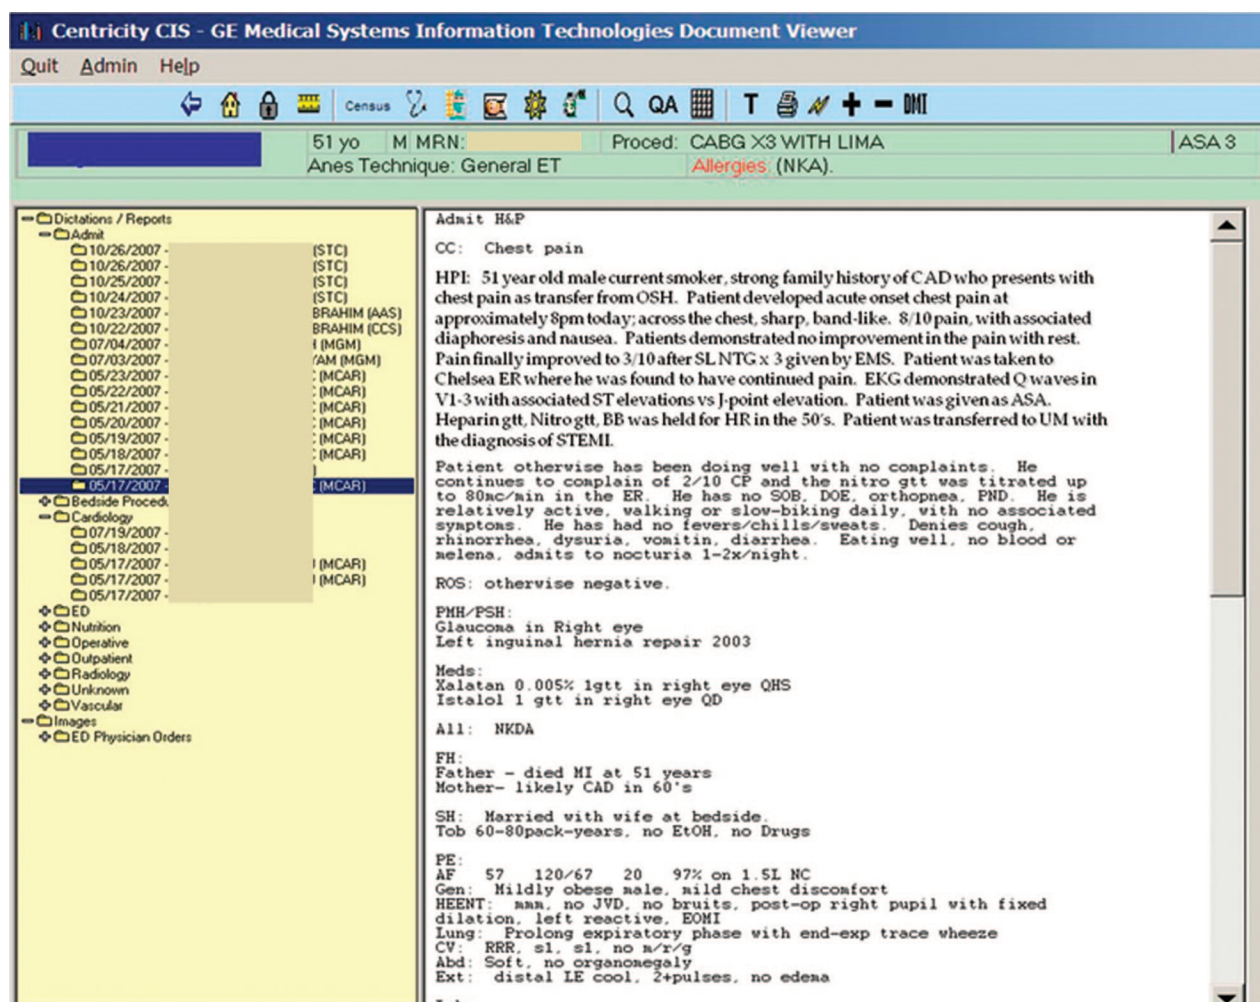 Centricity CIS - GE Medical Systems Information Technologies Document Viewer
Quit Admin Help
Census QA T DMI
51 yo M MRN: Proced: CABG X3 WITH LIMA ASA 3
Anes Technique: General ET Allergies: (NKA).
Dictations / Reports
Admit
10/26/2007 - (STC)
10/26/2007 - (STC)
10/25/2007 - (STC)
10/24/2007 - (STC)
10/23/2007 - BRAHIM (AAS)
10/22/2007 - BRAHIM (CCS)
07/04/2007 - (MGM)
07/03/2007 - YAM (MGM)
05/23/2007 - (MCAR)
05/22/2007 - (MCAR)
05/21/2007 - (MCAR)
05/20/2007 - (MCAR)
05/19/2007 - (MCAR)
05/18/2007 - (MCAR)
05/17/2007 - )
05/17/2007 - (MCAR)
Bedside Procedu
Cardiology
07/19/2007 -
05/18/2007 -
05/17/2007 - (MCAR)
05/17/2007 - (MCAR)
05/17/2007 -
ED
Nutrition
Operative
Outpatient
Radiology
Unknown
Vascular
Images
ED Physician Orders
Admit H&P
CC: Chest pain
HPI: 51 year old male current smoker, strong family history of CAD who presents with
chest pain as transfer from OSH. Patient developed acute onset chest pain at
approximately 8pm today; across the chest, sharp, band-like. 8/10 pain, with associated
diaphoresis and nausea. Patients demonstrated no improvement in the pain with rest.
Pain finally improved to 3/10 after SL NTG x 3 given by EMS. Patient was taken to
Chelsea ER where he was found to have continued pain. EKG demonstrated Q waves in
V1-3 with associated ST elevations vs J-point elevation. Patient was given as ASA.
Heparin gtt, Nitro gtt, BB was held for HR in the 50's. Patient was transferred to UM with
the diagnosis of STEMI.
Patient otherwise has been doing well with no complaints. He
continues to complain of 2/10 CP and the nitro gtt was titrated up
to 80mc/min in the ER. He has no SOB, DOE, orthopnea, PND. He is
relatively active, walking or slow-biking daily, with no associated
symptoms. He has had no fevers/chills/sweats. Denies cough,
rhinorrhea, dysuria, vomitin, diarrhea. Eating well, no blood or
melena, admits to nocturia 1-2x/night.
ROS: otherwise negative.
PMH/PSH:
Glaucoma in Right eye
Left inguinal hernia repair 2003
Meds:
Xalatan 0.005% 1gtt in right eye QHS
Istalol 1 gtt in right eye QD
All: NKDA
FH:
Father - died MI at 51 years
Mother- likely CAD in 60's
SH: Married with wife at bedside.
Tob 60-80pack-years, no EtOH, no Drugs
PE:
AF 57 120/67 20 97% on 1.5L NC
Gen: Mildly obese male, mild chest discomfort
HEENT: mmm, no JVD, no bruits, post-op right pupil with fixed
dilation, left reactive, EOMI
Lung: Prolong expiratory phase with end-exp trace wheeze
CV: RRR, s1, s1, no m/r/g
Abd: Soft, no organomegaly
Ext: distal LE cool, 2+pulses, no edema